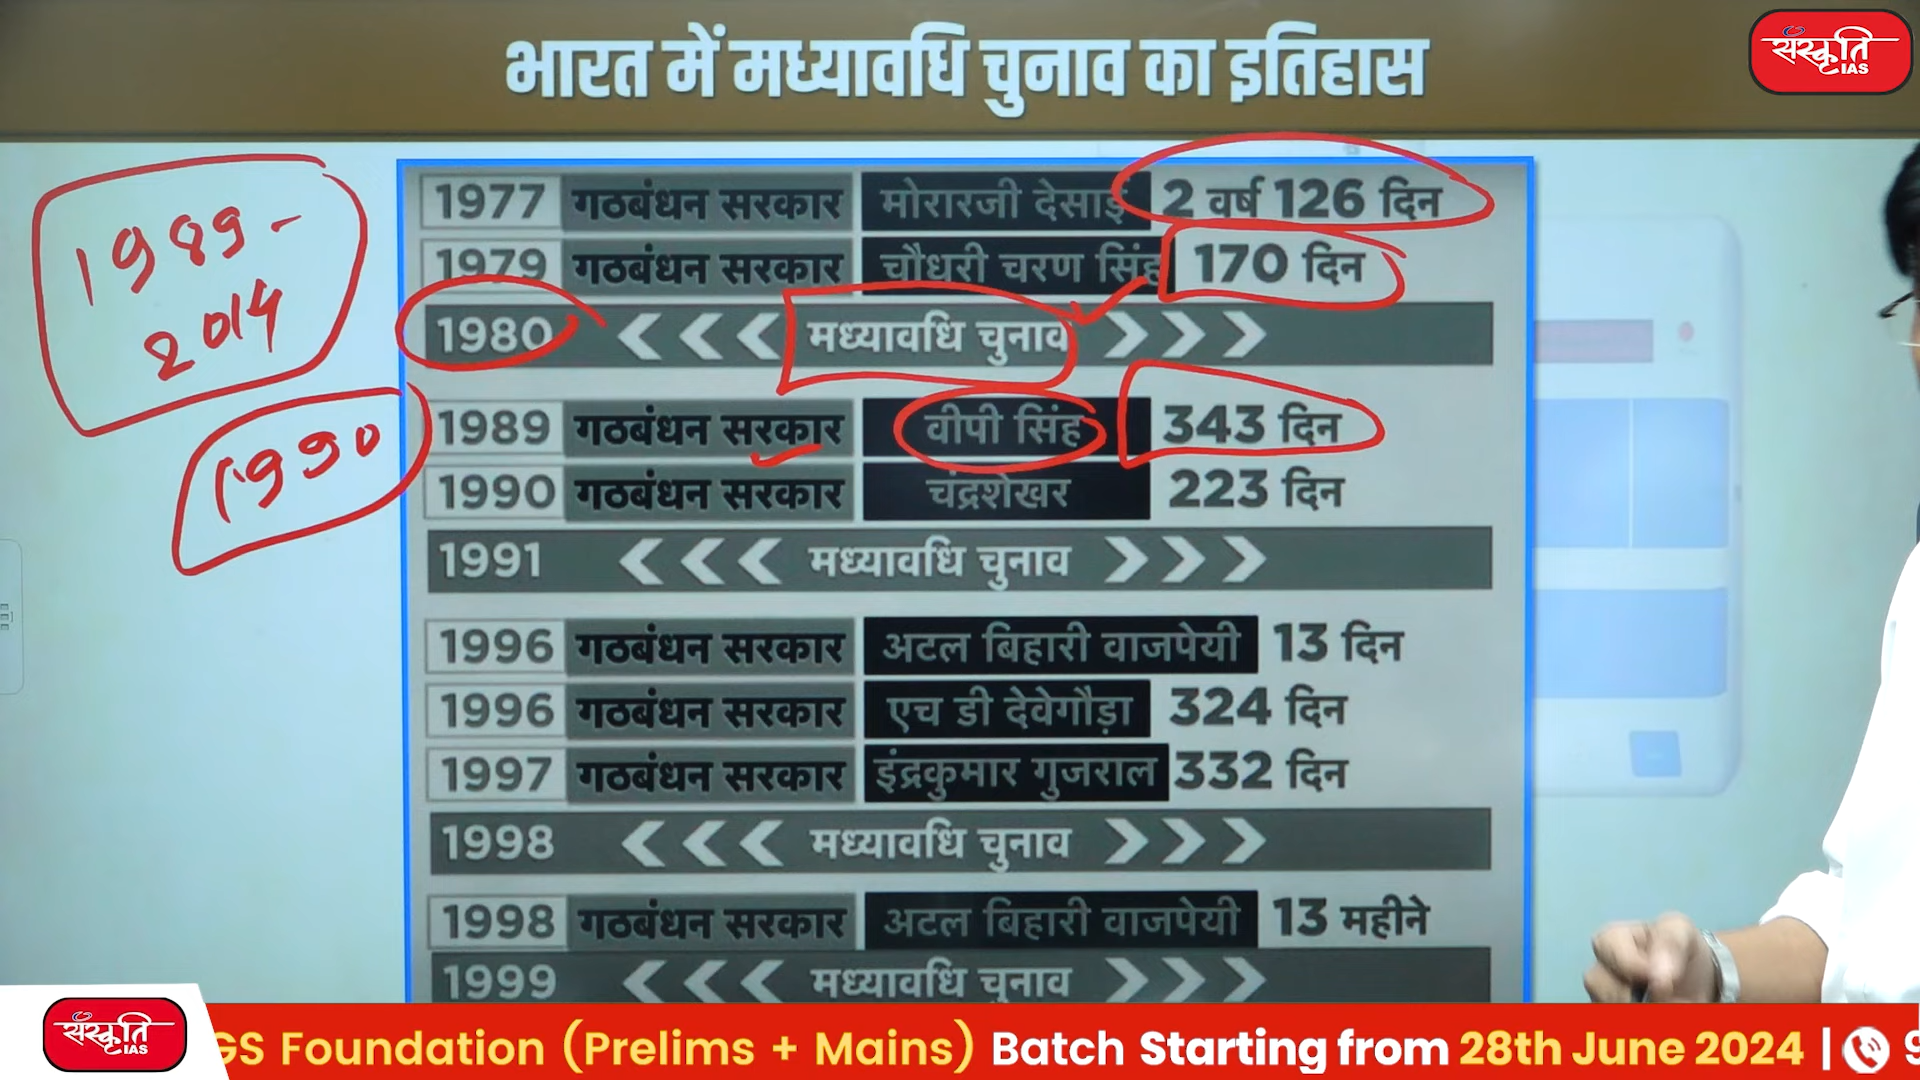 भारत में मध्यावधि चुनाव का इतिहास
संस्कृति
IAS
1989-
2014
1990
1977 गठबंधन सरकार मोरारजी देसाई 2 वर्ष 126 दिन
1979 गठबंधन सरकार चौधरी चरण सिंह 170 दिन
1980 मध्यावधि चुनाव
1989 गठबंधन सरकार वीपी सिंह 343 दिन
1990 गठबंधन सरकार चंद्रशेखर 223 दिन
1991 मध्यावधि चुनाव
1996 गठबंधन सरकार अटल बिहारी वाजपेयी 13 दिन
1996 गठबंधन सरकार एच डी देवेगौड़ा 324 दिन
1997 गठबंधन सरकार इंद्रकुमार गुजराल 332 दिन
1998 मध्यावधि चुनाव
1998 गठबंधन सरकार अटल बिहारी वाजपेयी 13 महीने
1999 मध्यावधि चुनाव
संस्कृति
IAS
GS Foundation (Prelims + Mains) Batch Starting from 28th June 2024 | 9